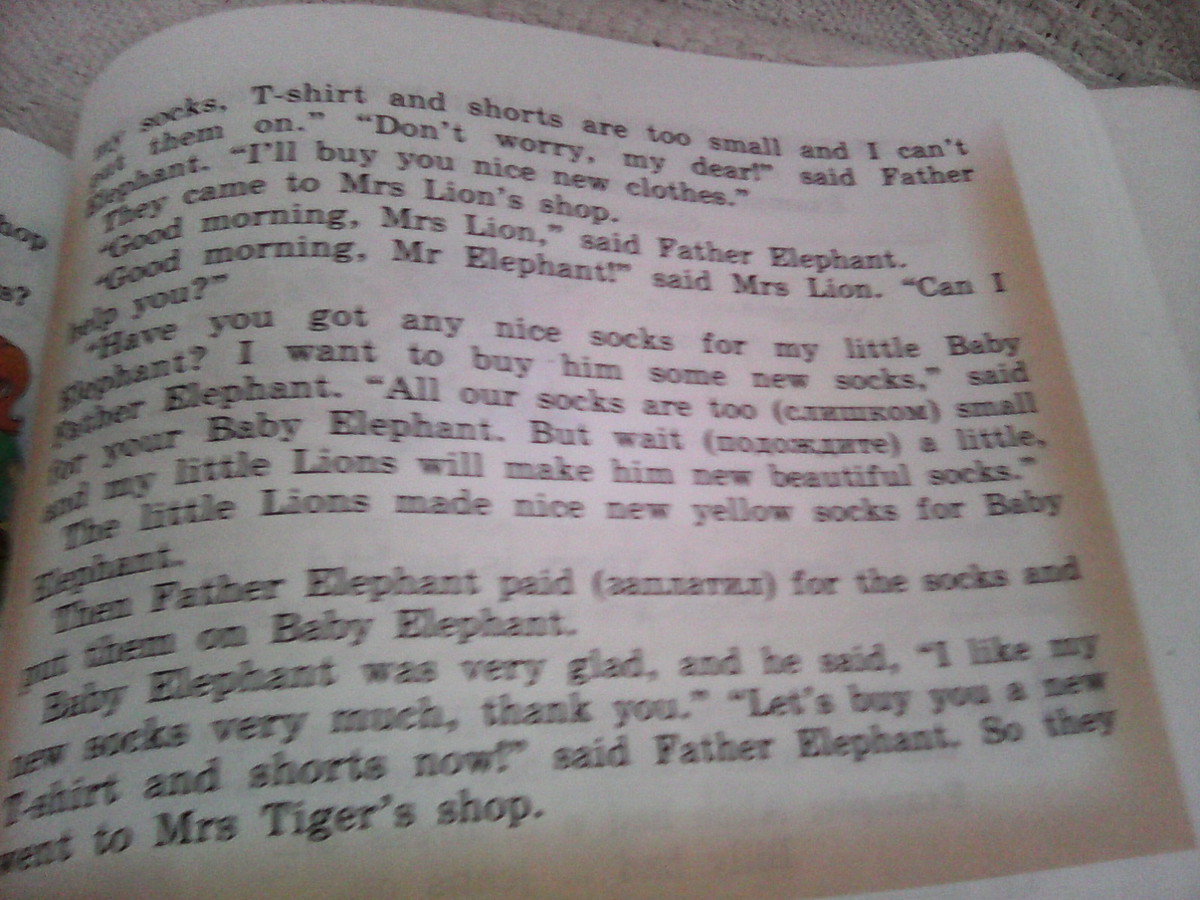 my socks, T-shirt and shorts are too small and I can't
put them on." "Don't worry, my dear!" said Father
Elephant. "I'll buy you nice new clothes."
They came to Mrs Lion's shop.
"Good morning, Mrs Lion," said Father Elephant.
"Good morning, Mr Elephant!" said Mrs Lion. "Can I
help you?"
"Have you got any nice socks for my little Baby
Elephant? I want to buy him some new socks," said
Father Elephant. "All our socks are too (слишком) small
for your Baby Elephant. But wait (подождите) a little,
and my little Lions will make him new beautiful socks."
The little Lions made nice new yellow socks for Baby
Elephant.
Then Father Elephant paid (заплатил) for the socks and
put them on Baby Elephant.
Baby Elephant was very glad, and he said, "I like my
new socks very much, thank you." "Let's buy you a new
T-shirt and shorts now!" said Father Elephant. So they
went to Mrs Tiger's shop.